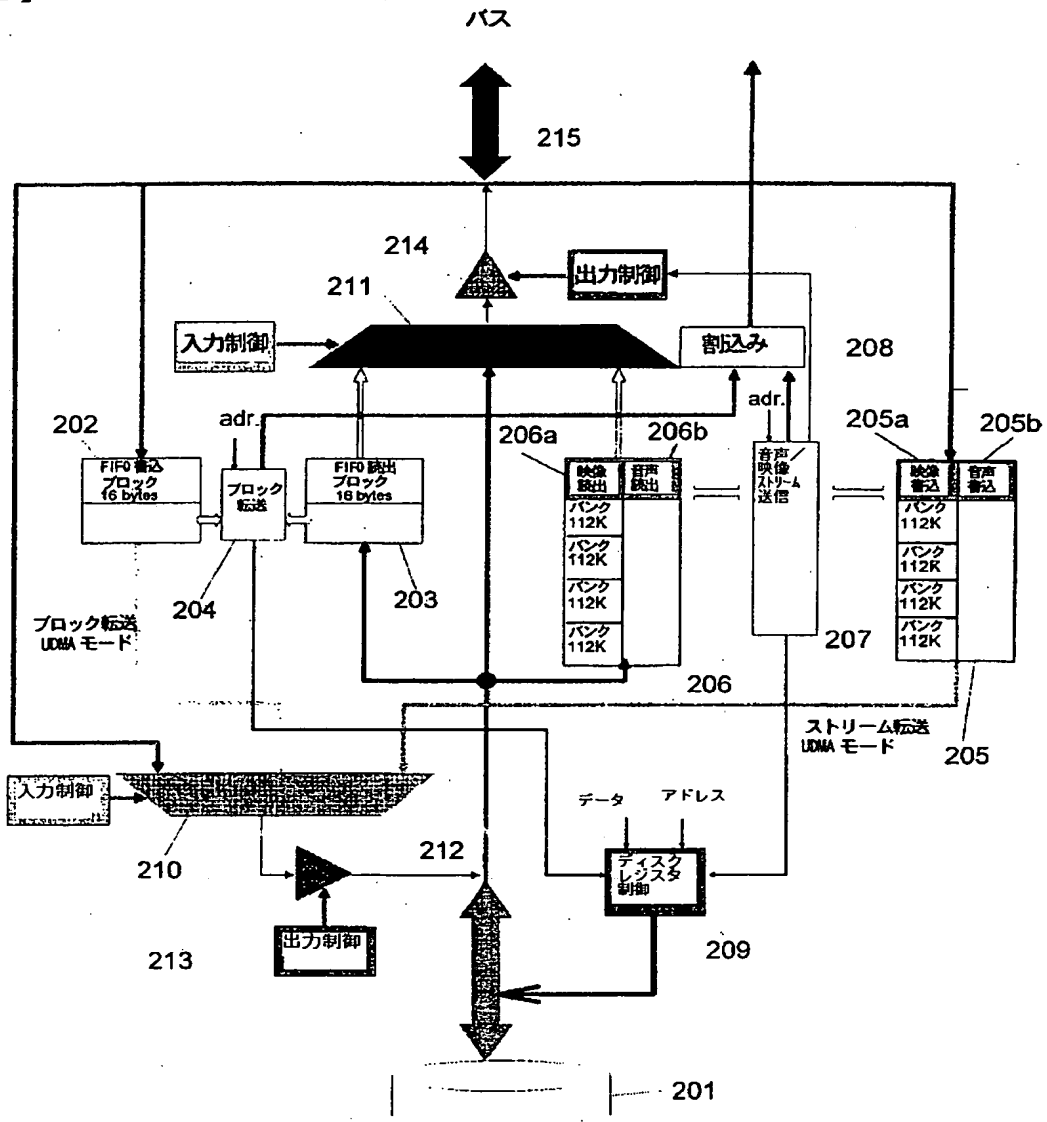 バス
215
214
出力制御
211
入力制御
割込み
208
202
adr.
206a
206b
adr.
205a
205b
FIFO 書込
ブロック
16 bytes
ブロック
転送
FIFO 読出
ブロック
16 bytes
映像
読出
音声
読出
音声/
映像
ストリーム
送信
映像
書込
音声
書込
バンク
112K
バンク
112K
バンク
112K
バンク
112K
バンク
112K
バンク
112K
バンク
112K
バンク
112K
204
203
207
206
205
ブロック転送
UDMA モード
ストリーム転送
UDMA モード
入力制御
210
212
データ
アドレス
ディスク
レジスタ
制御
209
出力制御
213
201